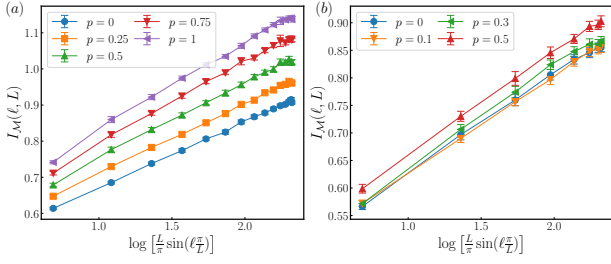 (a)
p = 0
p = 0.25
p = 0.5
p = 0.75
p = 1
1.1
1.0
0.9
0.8
0.7
0.6
I_M(ℓ, L)
1.0
1.5
2.0
log [L/π sin(ℓ π/L)]
(b)
p = 0
p = 0.1
p = 0.3
p = 0.5
0.90
0.85
0.80
0.75
0.70
0.65
0.60
0.55
I_M(ℓ, L)
1.0
1.5
2.0
log [L/π sin(ℓ π/L)]